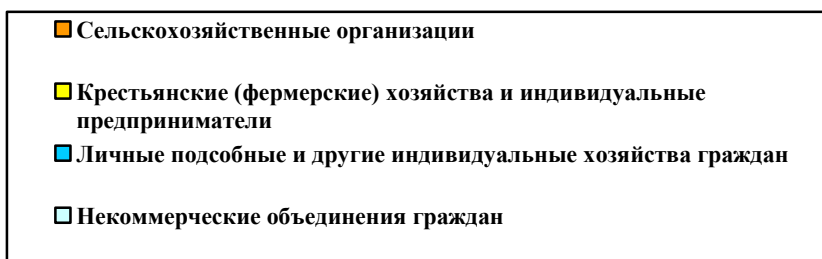 Сельскохозяйственные организации
Крестьянские (фермерские) хозяйства и индивидуальные
предприниматели
Личные подсобные и другие индивидуальные хозяйства граждан
Некоммерческие объединения граждан